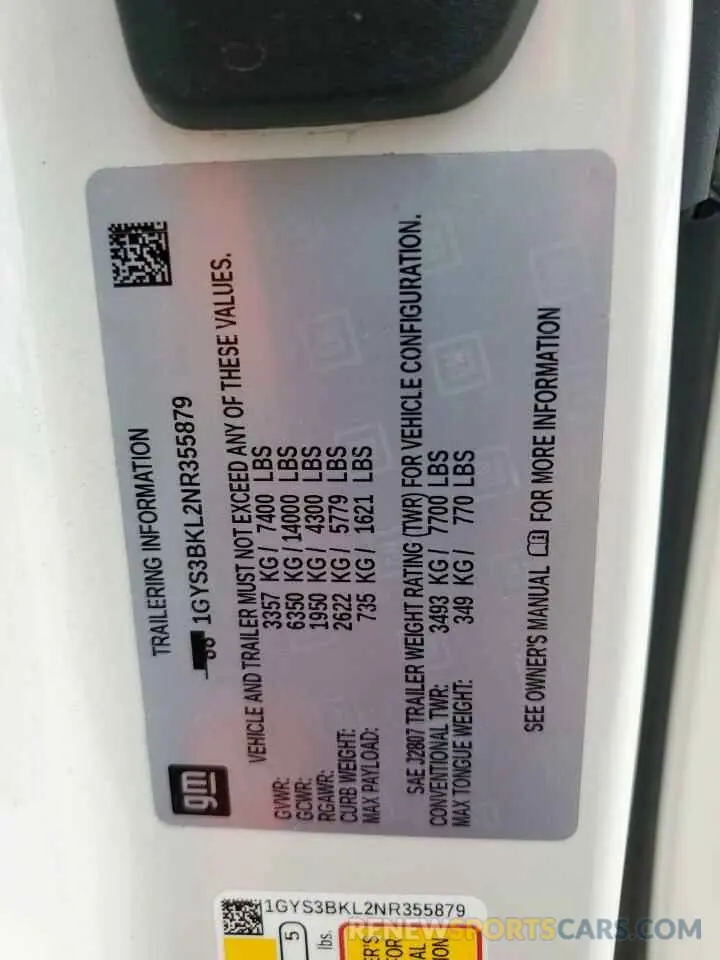 gm
TRAILERING INFORMATION
1GYS3BKL2NR355879
VEHICLE AND TRAILER MUST NOT EXCEED ANY OF THESE VALUES.
GVWR: 3357 KG / 7400 LBS
GCWR: 6350 KG / 14000 LBS
RGAWR: 1950 KG / 4300 LBS
CURB WEIGHT: 2622 KG / 5779 LBS
MAX PAYLOAD: 735 KG / 1621 LBS
SAE J2807 TRAILER WEIGHT RATING (TWR) FOR VEHICLE CONFIGURATION.
CONVENTIONAL TWR: 3493 KG / 7700 LBS
MAX TONGUE WEIGHT: 349 KG / 770 LBS
SEE OWNER'S MANUAL FOR MORE INFORMATION
1GYS3BKL2NR355879
5
lbs.
RENEWSPORTSCARS.COM